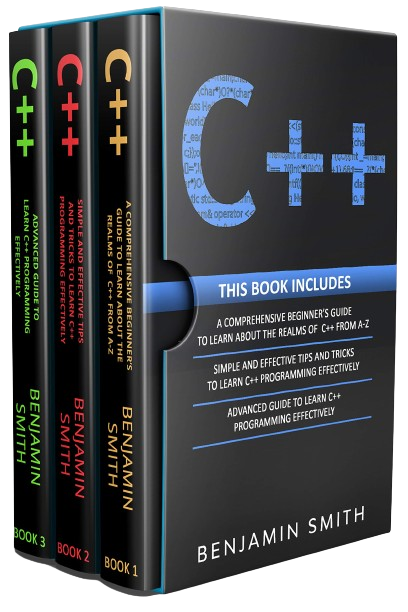 C++
ADVANCED GUIDE TO
LEARN C++ PROGRAMMING
EFFECTIVELY
BENJAMIN
SMITH
BOOK 3
C++
SIMPLE AND EFFECTIVE TIPS
AND TRICKS TO LEARN C++
PROGRAMMING EFFECTIVELY
BENJAMIN
SMITH
BOOK 2
C++
A COMPREHENSIVE BEGINNER'S
GUIDE TO LEARN ABOUT THE
REALMS OF C++ FROM A-Z
BENJAMIN
SMITH
BOOK 1
C++
THIS BOOK INCLUDES
A COMPREHENSIVE BEGINNER'S GUIDE
TO LEARN ABOUT THE REALMS OF C++ FROM A-Z
SIMPLE AND EFFECTIVE TIPS AND TRICKS
TO LEARN C++ PROGRAMMING EFFECTIVELY
ADVANCED GUIDE TO LEARN C++
PROGRAMMING EFFECTIVELY
BENJAMIN SMITH